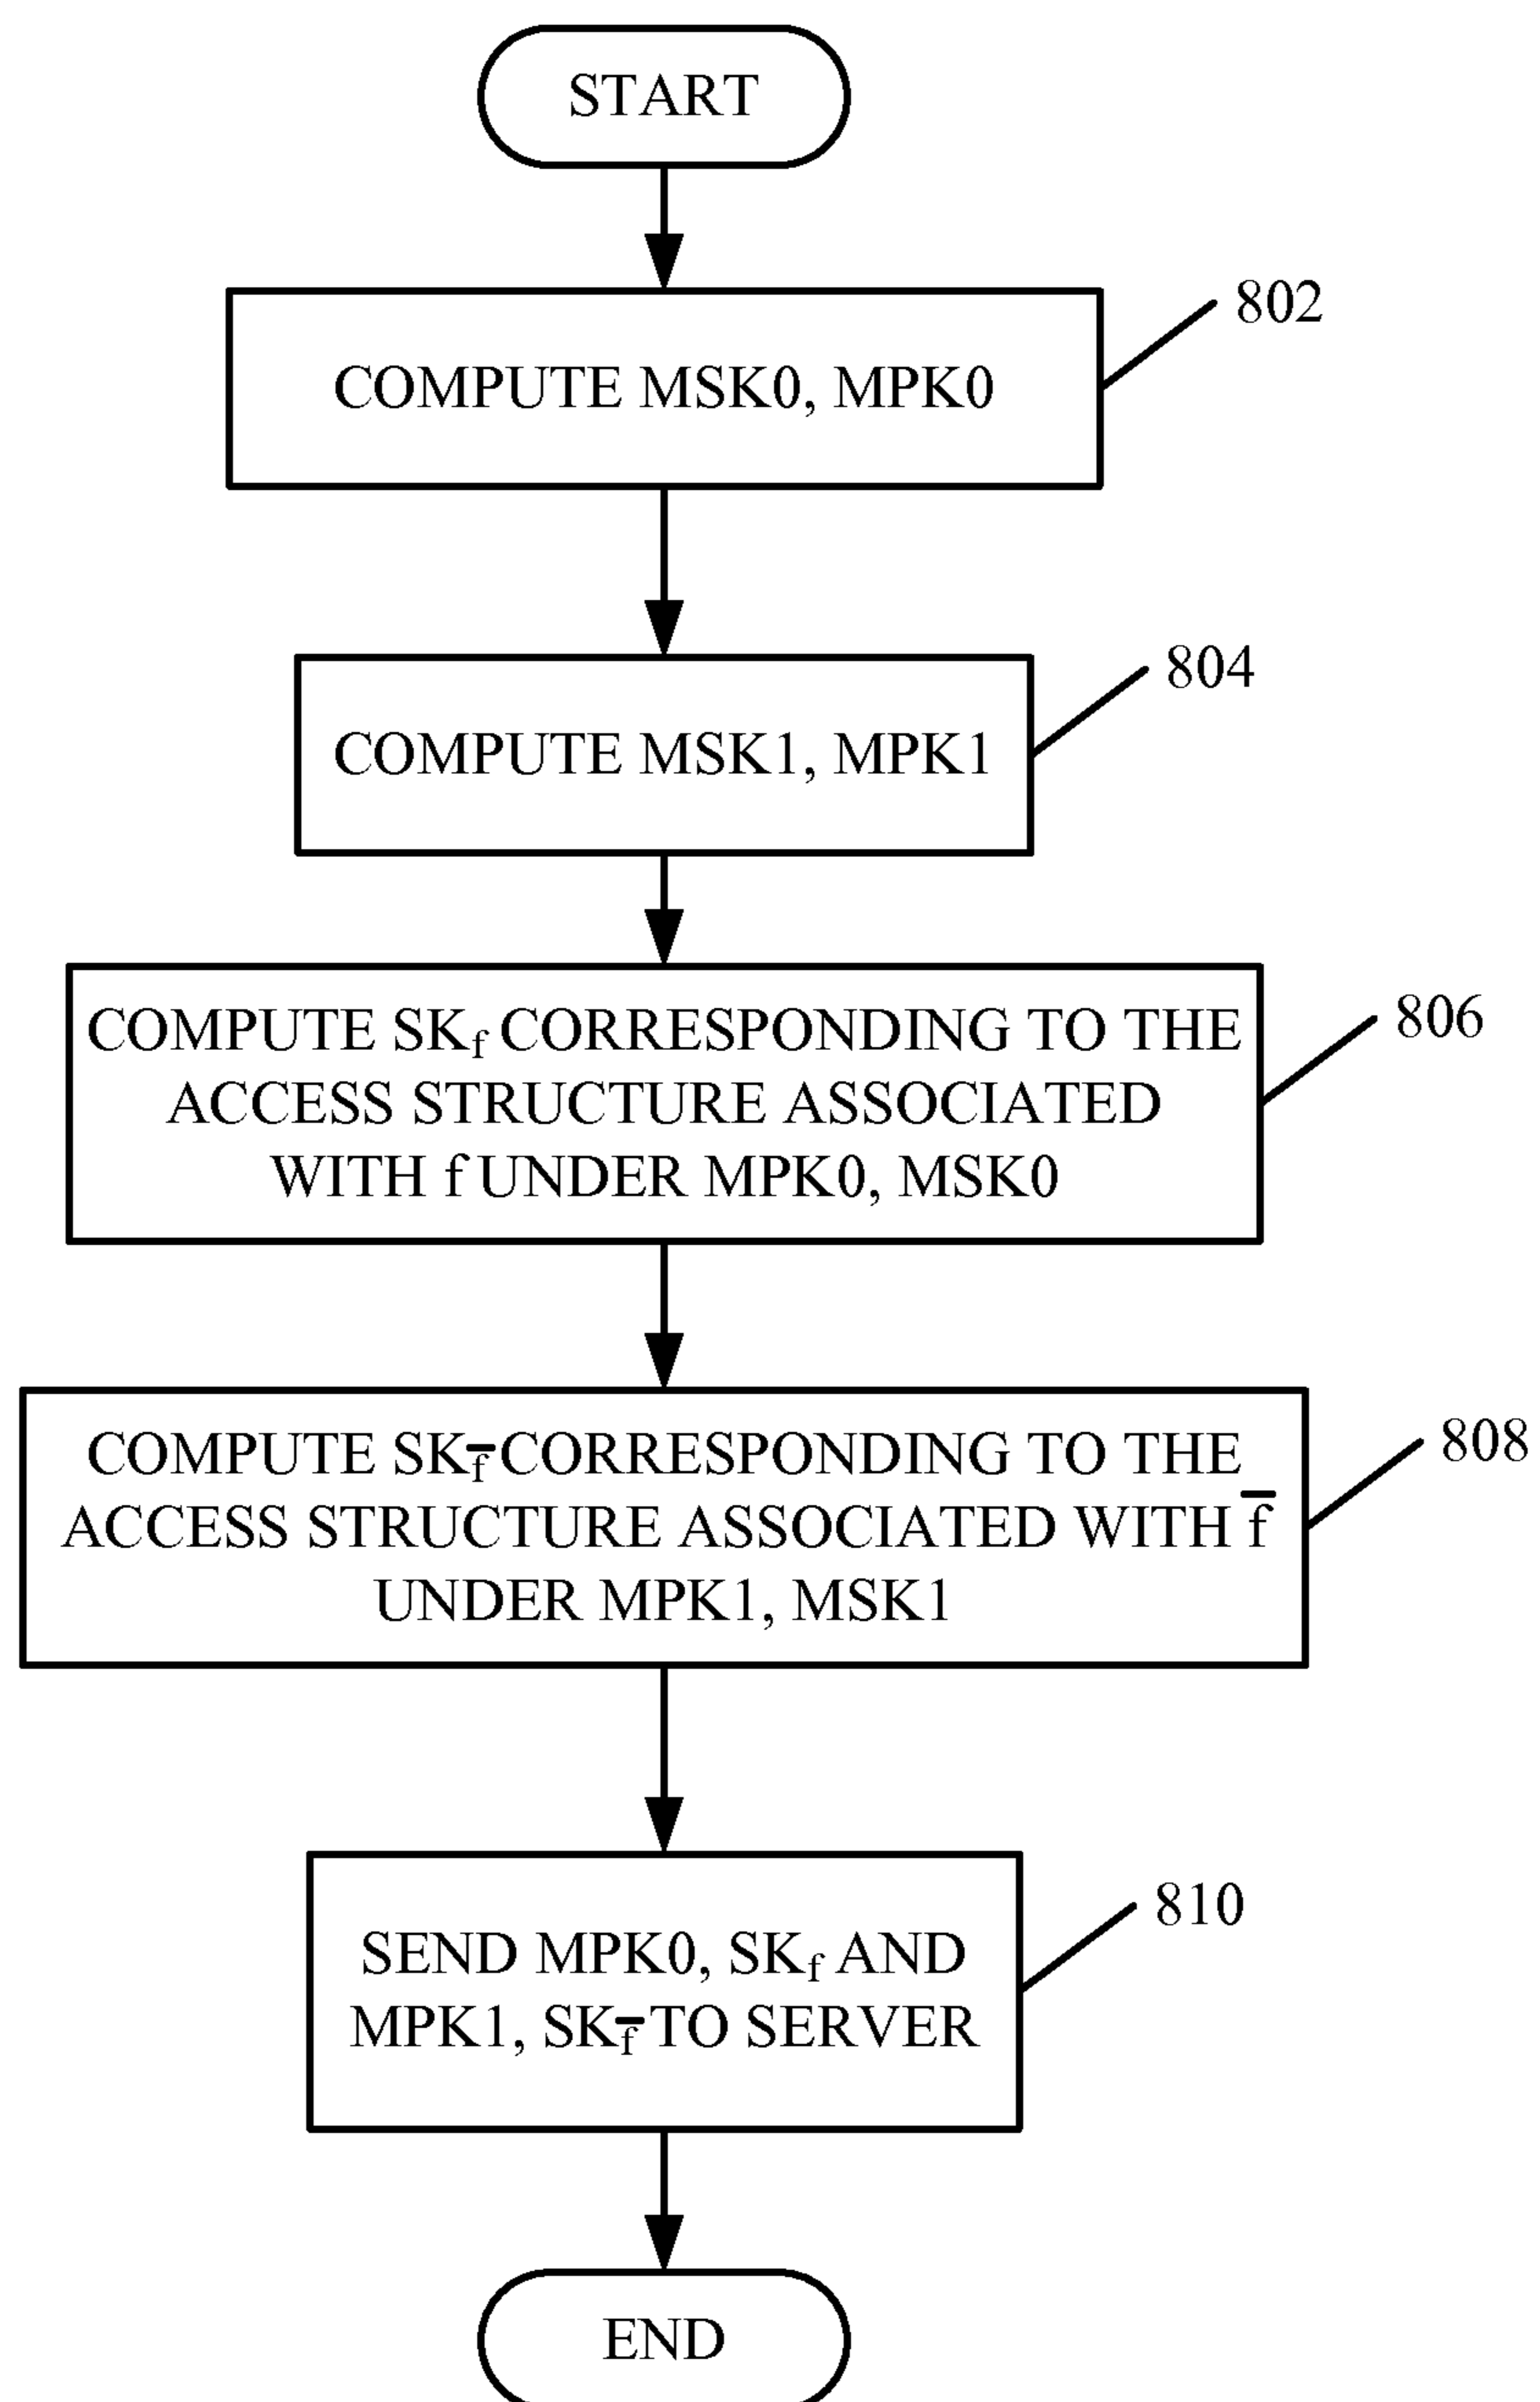 START
802
COMPUTE MSK0, MPK0
804
COMPUTE MSK1, MPK1
806
COMPUTE SKf CORRESPONDING TO THE
ACCESS STRUCTURE ASSOCIATED
WITH f UNDER MPK0, MSK0
808
COMPUTE SKf̅ CORRESPONDING TO THE
ACCESS STRUCTURE ASSOCIATED WITH f̅
UNDER MPK1, MSK1
810
SEND MPK0, SKf AND
MPK1, SKf̅ TO SERVER
END